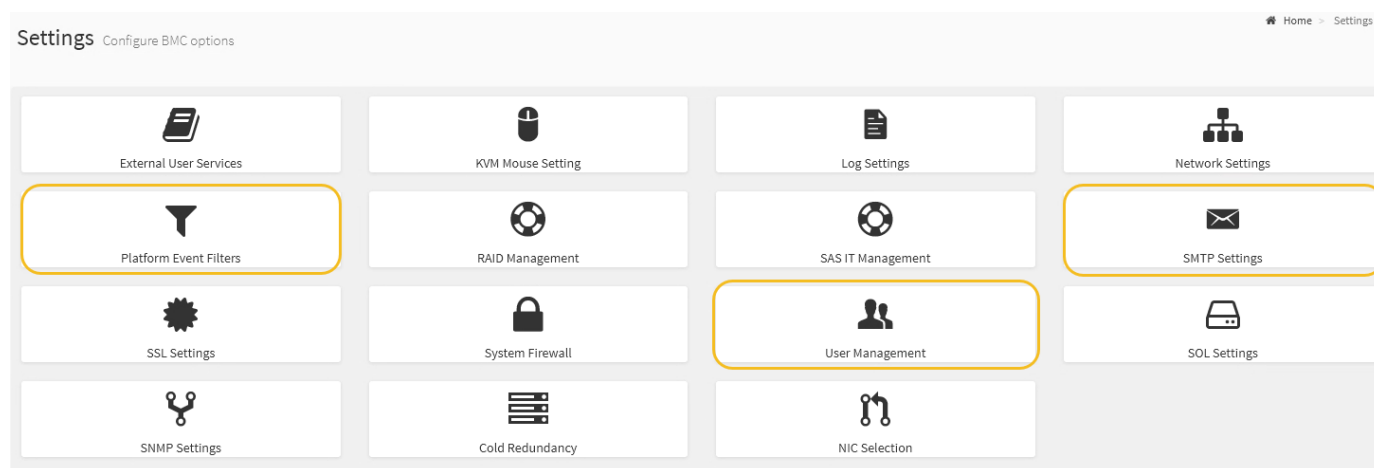 Home > Settings
Settings Configure BMC options
External User Services
KVM Mouse Setting
Log Settings
Network Settings
Platform Event Filters
RAID Management
SAS IT Management
SMTP Settings
SSL Settings
System Firewall
User Management
SOL Settings
SNMP Settings
Cold Redundancy
NIC Selection